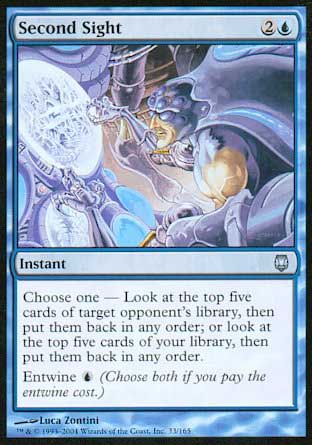 Second Sight 2
Instant
Choose one — Look at the top five
cards of target opponent's library, then
put them back in any order; or look at
the top five cards of your library, then
put them back in any order.
Entwine (Choose both if you pay the
entwine cost.)
Luca Zontini
™ & © 1993–2004 Wizards of the Coast, Inc. 33/165